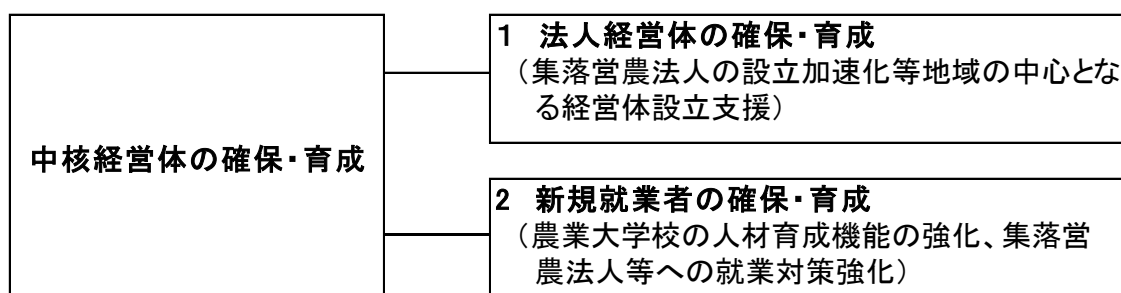 中核経営体の確保・育成
1 法人経営体の確保・育成
（集落営農法人の設立加速化等地域の中心とな
る経営体設立支援）
2 新規就業者の確保・育成
（農業大学校の人材育成機能の強化、集落営
農法人等への就業対策強化）